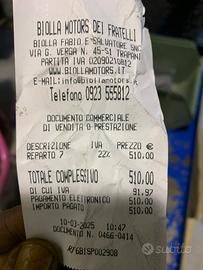 BIOLLA MOTORS DEI FRATELLI
BIOLLA FABIO E SALVATORE SNC
VIA G. VERGA N. 45-51 TRAPANI
PARTITA IVA 02090210812
WWW.BIOLLAMOTORS.IT
E-MAIL: info@biollamotors.it
Telefono 0923 555812
DOCUMENTO COMMERCIALE
DI VENDITA O PRESTAZIONE
DESCRIZIONE IVA PREZZO €
REPARTO 7 22% 510.00
TOTALE COMPLESSIVO 510.00
DI CUI IVA 91.97
PAGAMENTO ELETTRONICO 510.00
IMPORTO PAGATO 510.00
10-03-2025 10:47
DOCUMENTO N. 0466-0414
6BISP002908
subito